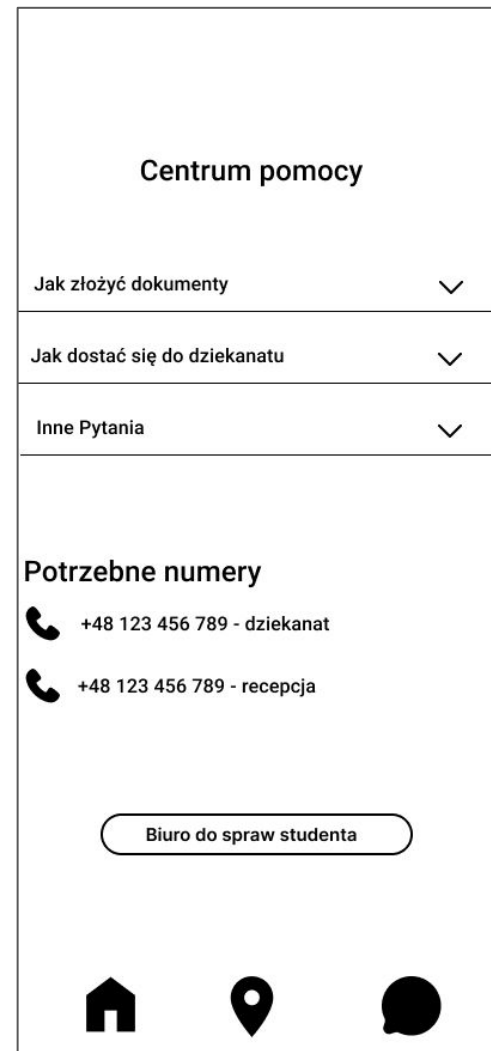 Centrum pomocy
Jak złożyć dokumenty
Jak dostać się do dziekanatu
Inne Pytania
Potrzebne numery
+48 123 456 789 - dziekanat
+48 123 456 789 - recepcja
Biuro do spraw studenta